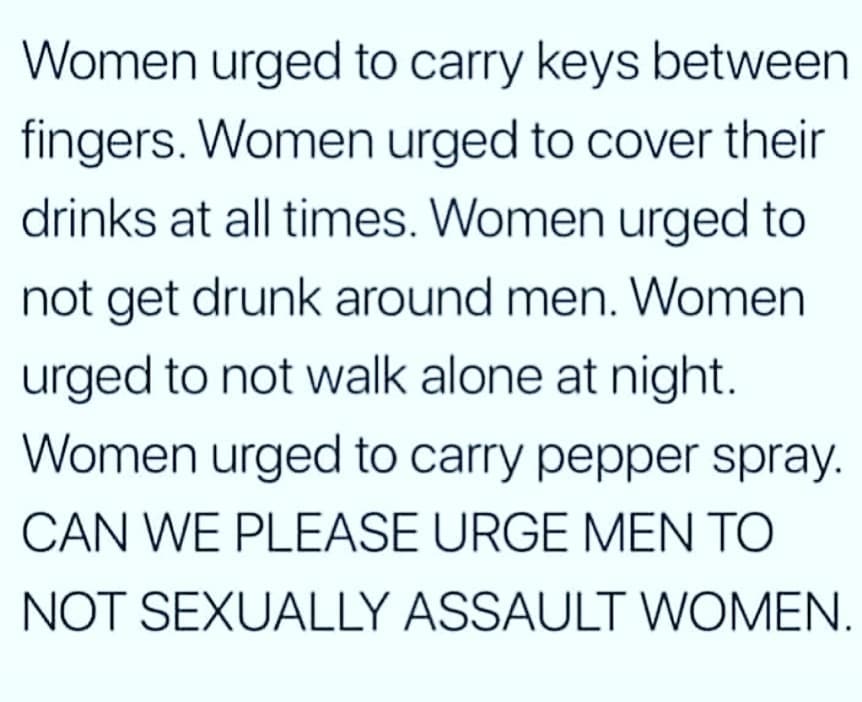 Women urged to carry keys between
fingers. Women urged to cover their
drinks at all times. Women urged to
not get drunk around men. Women
urged to not walk alone at night.
Women urged to carry pepper spray.
CAN WE PLEASE URGE MEN TO
NOT SEXUALLY ASSAULT WOMEN.